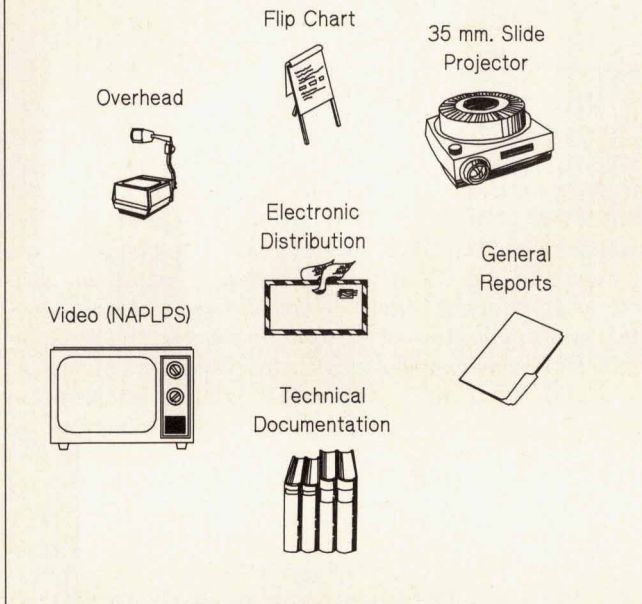 Flip Chart
35 mm. Slide
Projector
Overhead
Electronic
Distribution
General
Reports
Video (NAPLPS)
Technical
Documentation